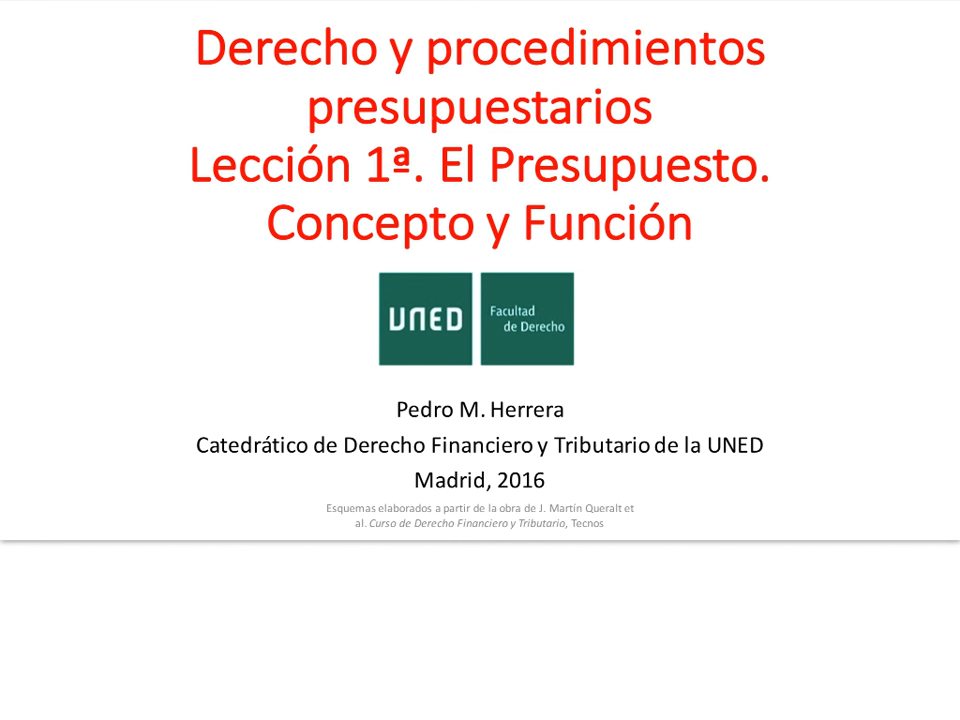 Derecho y procedimientos
presupuestarios
Lección 1ª. El Presupuesto.
Concepto y Función
UNED
Facultad
de Derecho
Pedro M. Herrera
Catedrático de Derecho Financiero y Tributario de la UNED
Madrid, 2016
Esquemas elaborados a partir de la obra de J. Martín Queralt et
al. Curso de Derecho Financiero y Tributario, Tecnos